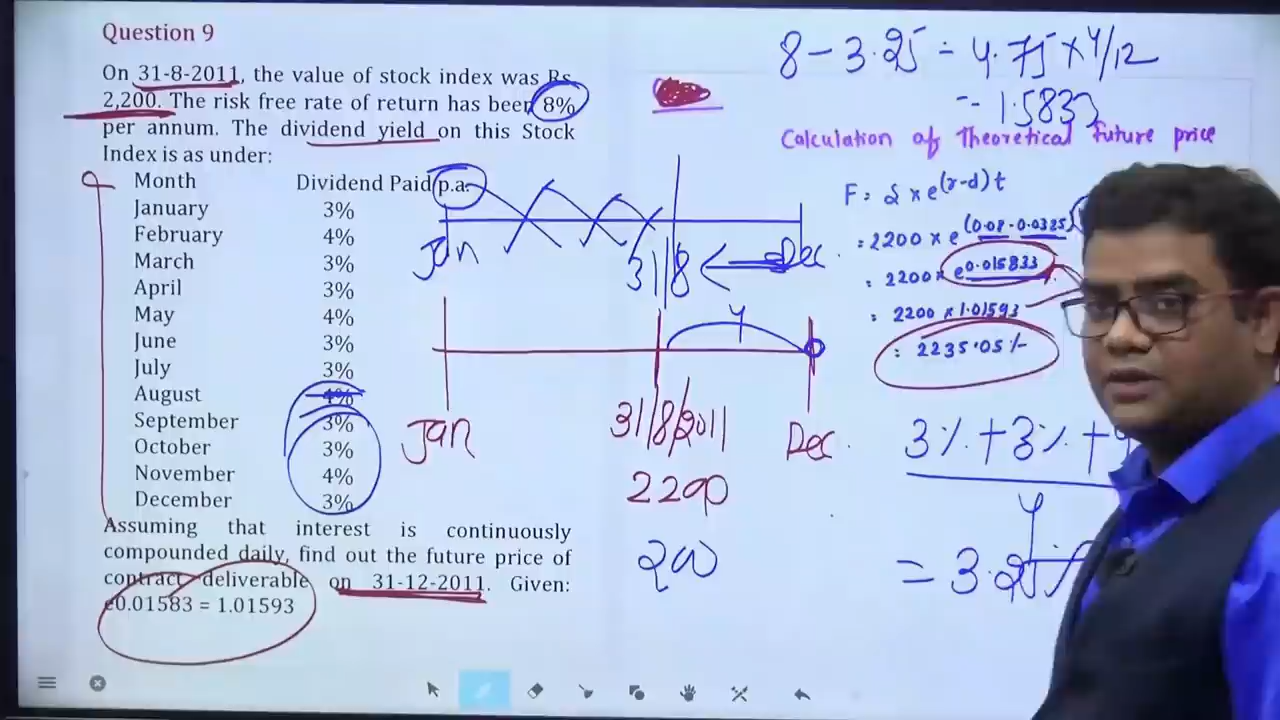 Question 9
On 31-8-2011, the value of stock index was Rs.
2,200. The risk free rate of return has been 8%
per annum. The dividend yield on this Stock
Index is as under:
Month Dividend Paid p.a.
January 3%
February 4%
March 3%
April 3%
May 4%
June 3%
July 3%
August 4%
September 3%
October 3%
November 4%
December 3%
Assuming that interest is continuously
compounded daily, find out the future price of
contract deliverable on 31-12-2011. Given:
e0.01583 = 1.01593
Jan 31/8 Dec.
4
Jan 31/8/2011 Dec.
2200
200
8 - 3.25 = 4.75 x 4/12
= 1.5833
Calculation of Theoretical future price
F = S x e(r-d)t
= 2200 x e(0.08 - 0.0325)
= 2200 x e0.015833
= 2200 x 1.01593
= 2235.05/-
3% + 3% +
4
= 3.25%